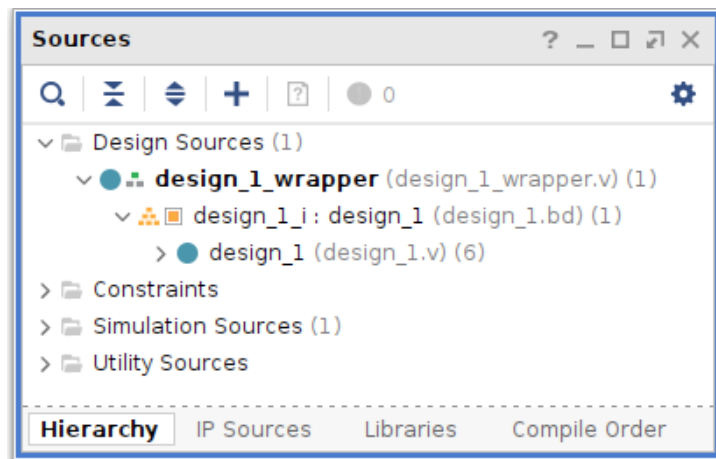 Sources
0
Design Sources (1)
design_1_wrapper (design_1_wrapper.v) (1)
design_1_i : design_1 (design_1.bd) (1)
design_1 (design_1.v) (6)
Constraints
Simulation Sources (1)
Utility Sources
Hierarchy IP Sources Libraries Compile Order